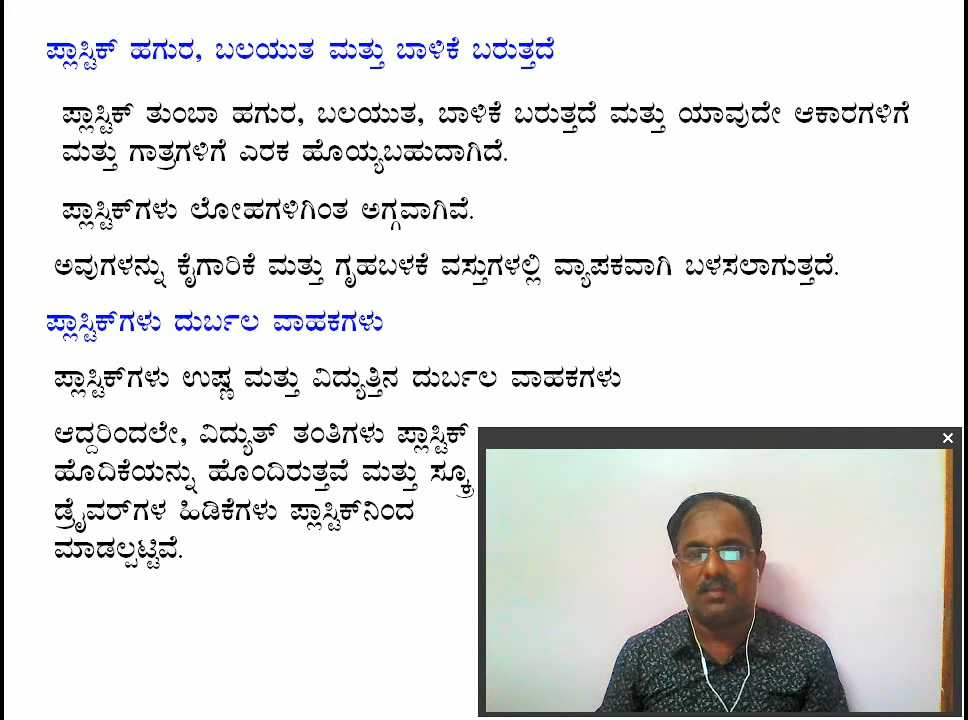 ಪ್ಲಾಸ್ಟಿಕ್ ಹಗುರ, ಬಲಯುತ ಮತ್ತು ಬಾಳಿಕೆ ಬರುತ್ತದೆ
ಪ್ಲಾಸ್ಟಿಕ್ ತುಂಬಾ ಹಗುರ, ಬಲಯುತ, ಬಾಳಿಕೆ ಬರುತ್ತದೆ ಮತ್ತು ಯಾವುದೇ ಆಕಾರಗಳಿಗೆ
ಮತ್ತು ಗಾತ್ರಗಳಿಗೆ ಎರಕ ಹೊಯ್ಯಬಹುದಾಗಿದೆ.
ಪ್ಲಾಸ್ಟಿಕ್‌ಗಳು ಲೋಹಗಳಿಗಿಂತ ಅಗ್ಗವಾಗಿವೆ.
ಅವುಗಳನ್ನು ಕೈಗಾರಿಕೆ ಮತ್ತು ಗೃಹಬಳಕೆ ವಸ್ತುಗಳಲ್ಲಿ ವ್ಯಾಪಕವಾಗಿ ಬಳಸಲಾಗುತ್ತದೆ.
ಪ್ಲಾಸ್ಟಿಕ್‌ಗಳು ದುರ್ಬಲ ವಾಹಕಗಳು
ಪ್ಲಾಸ್ಟಿಕ್‌ಗಳು ಉಷ್ಣ ಮತ್ತು ವಿದ್ಯುತ್ತಿನ ದುರ್ಬಲ ವಾಹಕಗಳು
ಆದ್ದರಿಂದಲೇ, ವಿದ್ಯುತ್ ತಂತಿಗಳು ಪ್ಲಾಸ್ಟಿಕ್
ಹೊದಿಕೆಯನ್ನು ಹೊಂದಿರುತ್ತವೆ ಮತ್ತು ಸ್ಕ್ರೂ
ಡ್ರೈವರ್‌ಗಳ ಹಿಡಿಕೆಗಳು ಪ್ಲಾಸ್ಟಿಕ್‌ನಿಂದ
ಮಾಡಲ್ಪಟ್ಟಿವೆ.